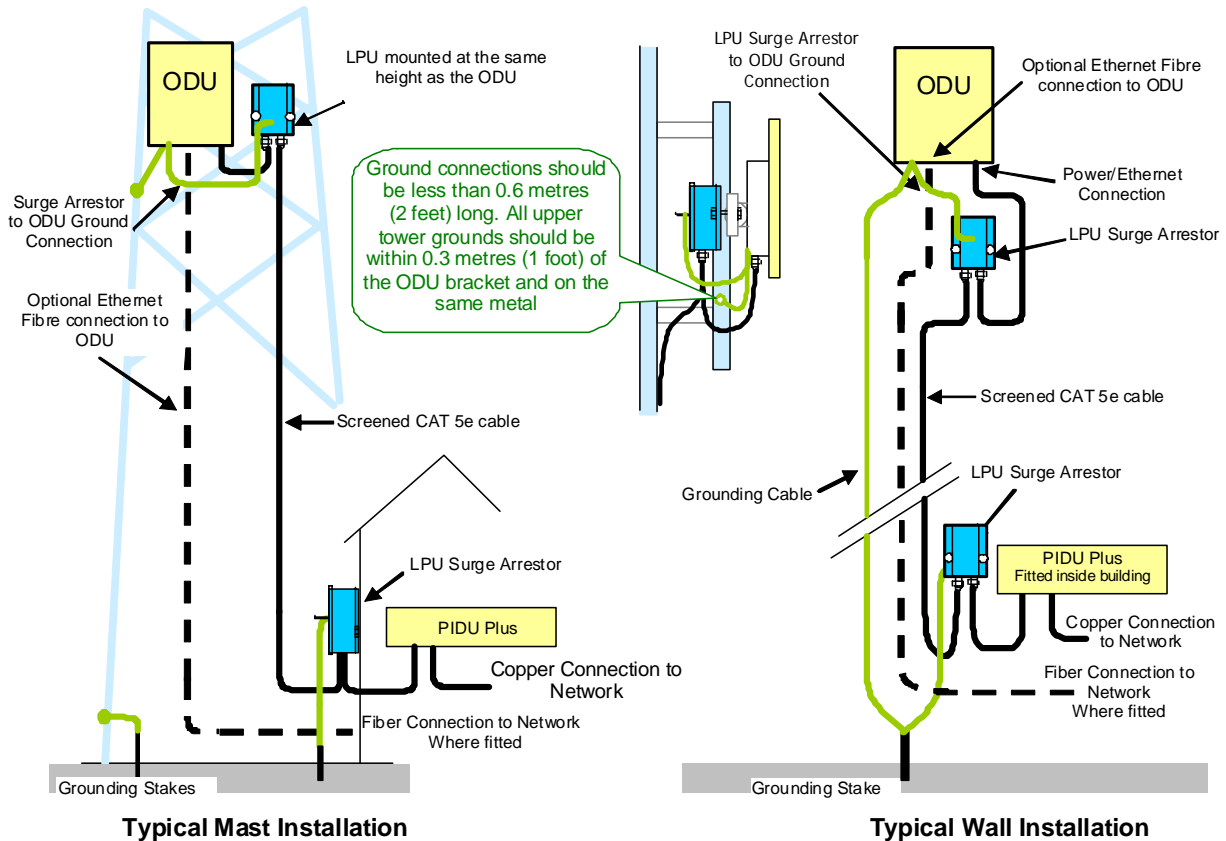 ODU
LPU mounted at the same
height as the ODU
Surge Arrestor
to ODU Ground
Connection
Optional Ethernet
Fibre connection to
ODU
Screened CAT 5e cable
LPU Surge Arrestor
PIDU Plus
Copper Connection to
Network
Fiber Connection to Network
Where fitted
Grounding Stakes
Typical Mast Installation
Ground connections should
be less than 0.6 metres
(2 feet) long. All upper
tower grounds should be
within 0.3 metres (1 foot) of
the ODU bracket and on the
same metal
LPU Surge Arrestor
to ODU Ground
Connection
ODU
Optional Ethernet Fibre
connection to ODU
Power/Ethernet
Connection
LPU Surge Arrestor
Screened CAT 5e cable
Grounding Cable
LPU Surge Arrestor
PIDU Plus
Fitted inside building
Copper Connection
to Network
Fiber Connection to
Network
Where fitted
Grounding Stake
Typical Wall Installation